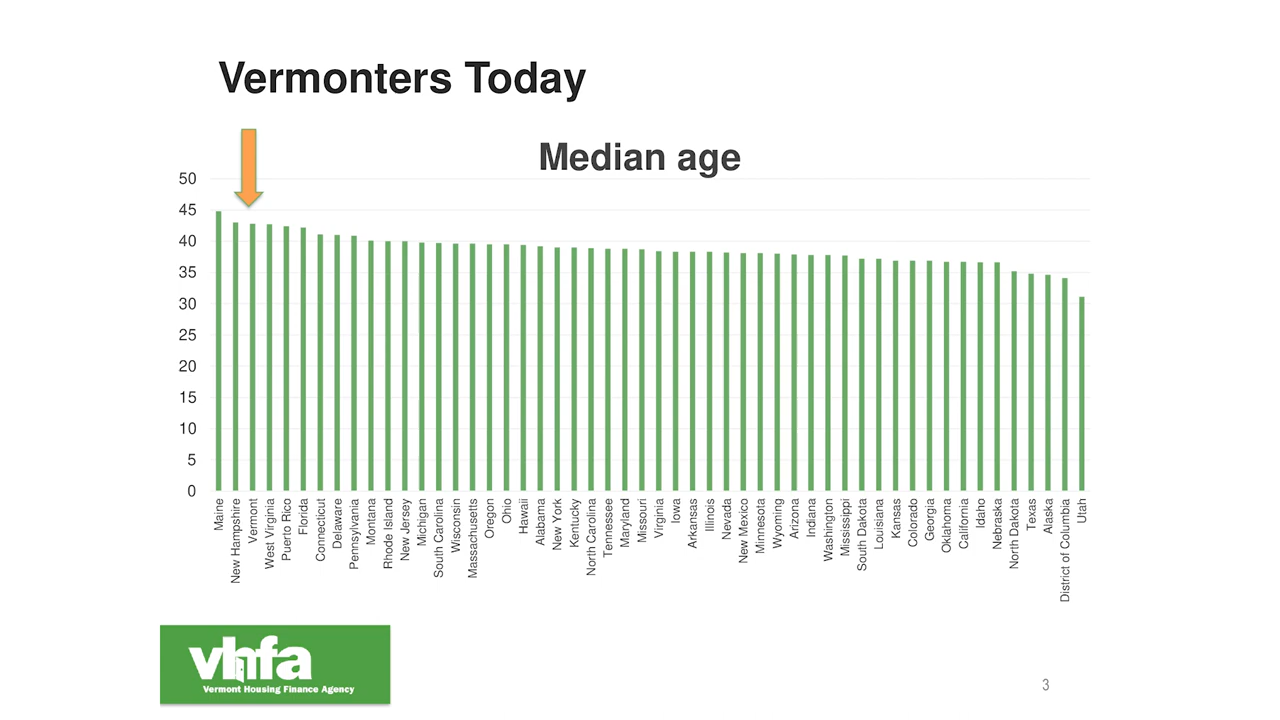 Vermonters Today
Median age
50
45
40
35
30
25
20
15
10
5
0
Maine
New Hampshire
Vermont
West Virginia
Puerto Rico
Florida
Connecticut
Delaware
Pennsylvania
Montana
Rhode Island
New Jersey
Michigan
South Carolina
Wisconsin
Massachusetts
Oregon
Ohio
Hawaii
Alabama
New York
Kentucky
North Carolina
Tennessee
Maryland
Missouri
Virginia
Iowa
Arkansas
Illinois
Nevada
New Mexico
Minnesota
Wyoming
Arizona
Indiana
Washington
Mississippi
South Dakota
Louisiana
Kansas
Colorado
Georgia
Oklahoma
California
Idaho
Nebraska
North Dakota
Texas
Alaska
District of Columbia
Utah
vhfa
Vermont Housing Finance Agency
3